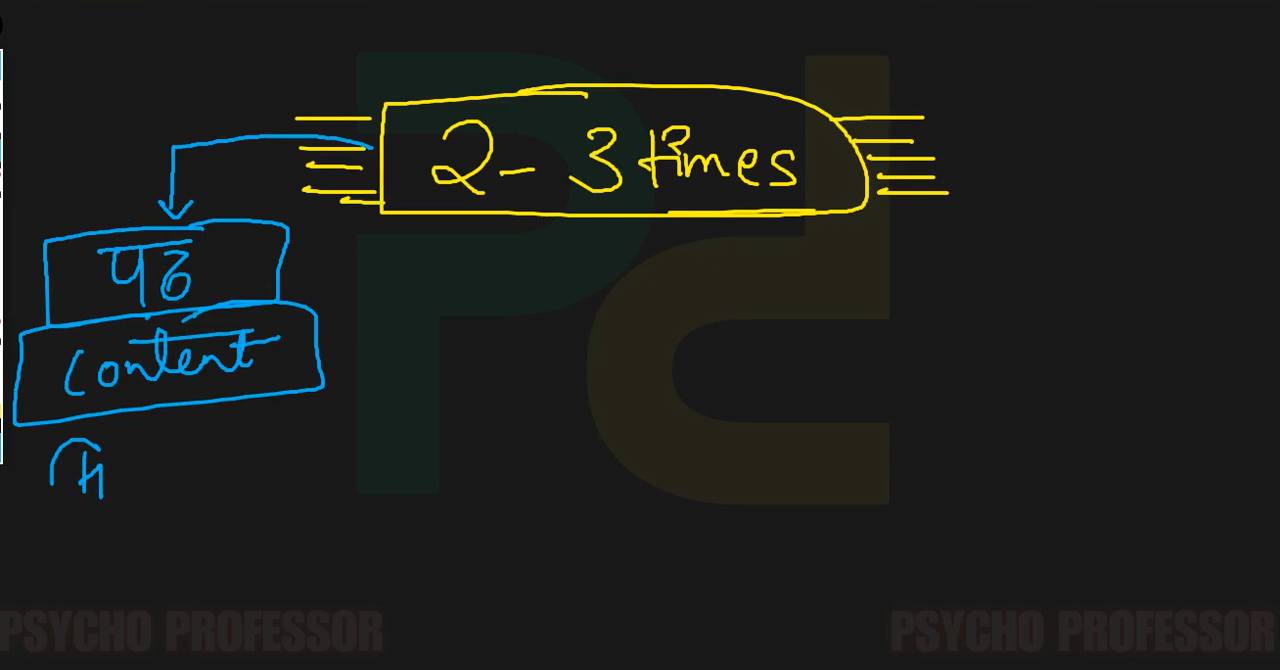 2 - 3 times
पढ
content
PSYCHO PROFESSOR
PSYCHO PROFESSOR